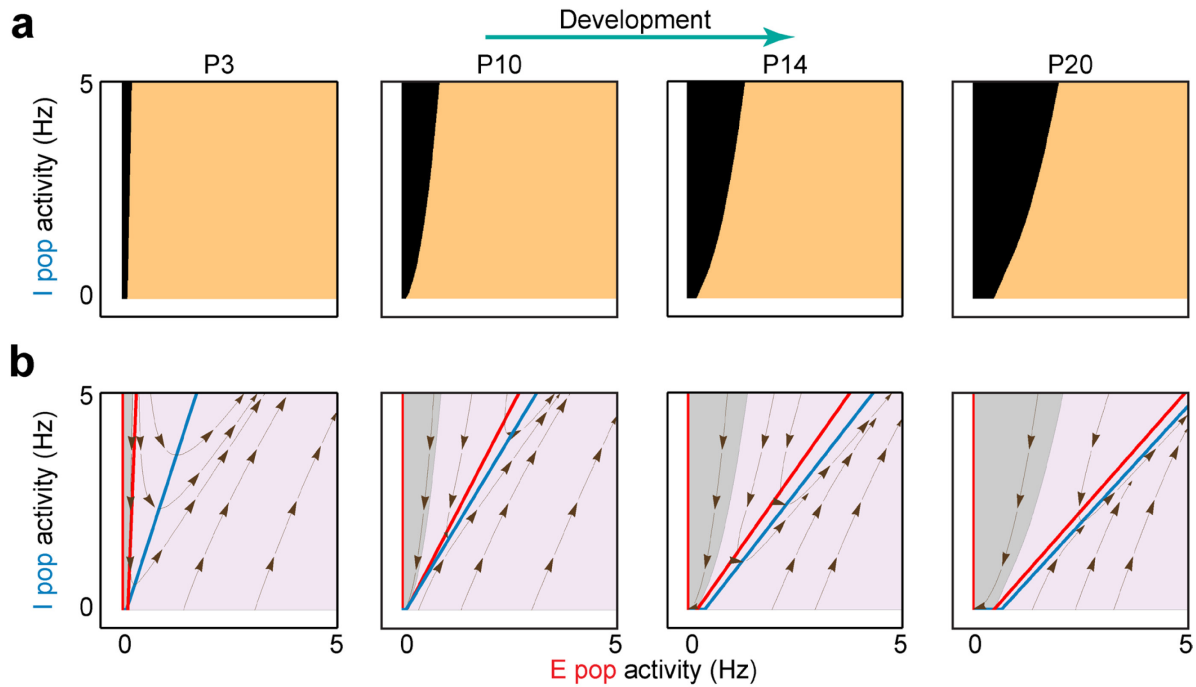 a
Development
P3 P10 P14 P20
5
I pop activity (Hz)
0
b
5
I pop activity (Hz)
0
0 5 0 5 0 5 0 5
E pop activity (Hz)